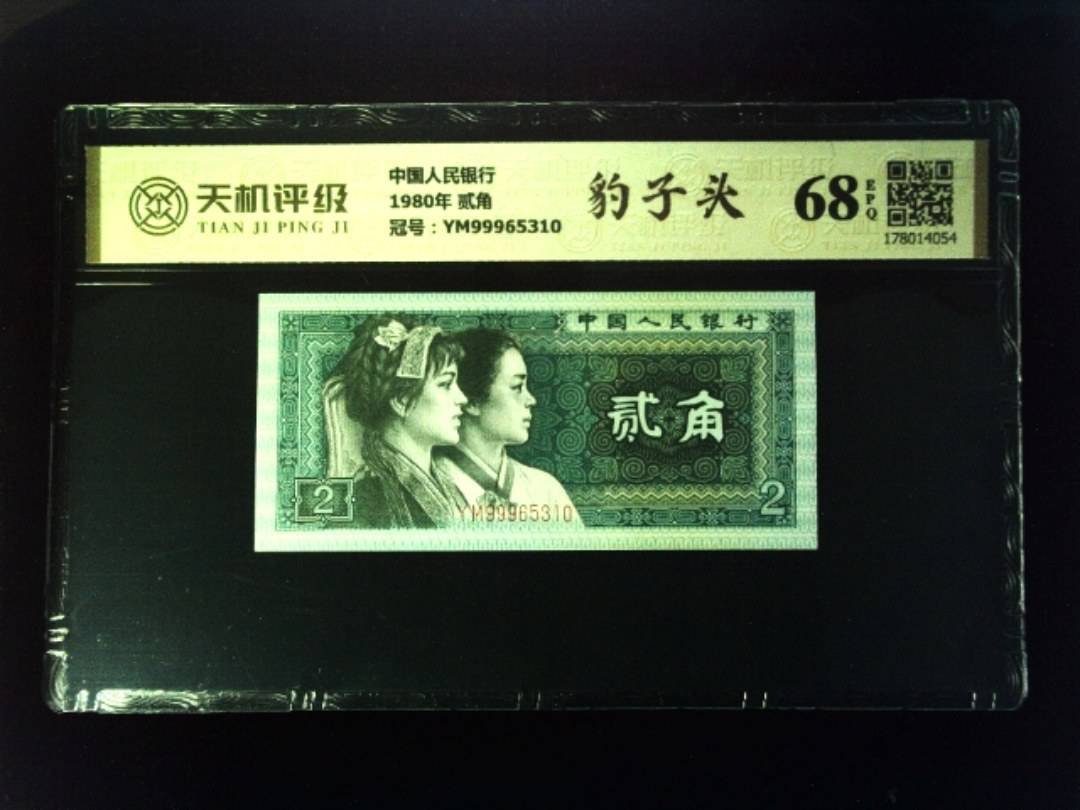 天机评级
TIAN JI PING JI
中国人民银行
1980年 贰角
冠号：YM99965310
豹子头
68
EPQ
178014054
中国人民银行
贰角
2
2
YM99965310